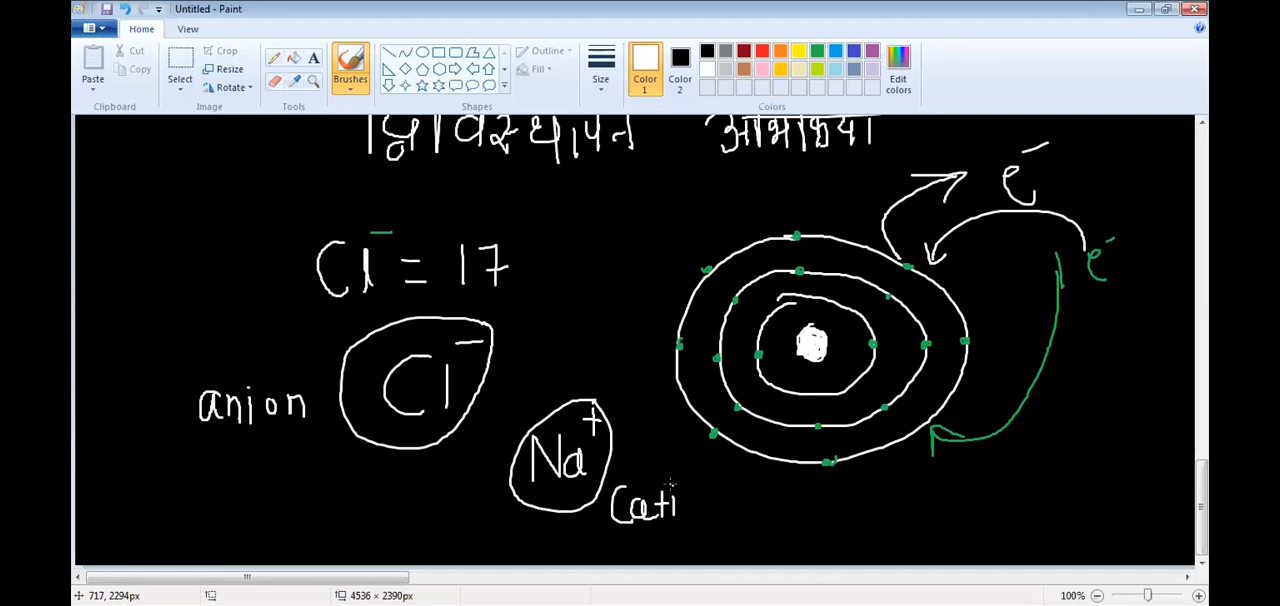 Untitled - Paint
Home
View
Paste
Cut
Copy
Clipboard
Select
Crop
Resize
Rotate
Image
Tools
Brushes
Shapes
Outline
Fill
Size
Color 1
Color 2
Colors
Edit colors
e⁻
e⁻
Cl⁻ = 17
Cl⁻
anion
Na⁺
Cati
717, 2294px
4536 × 2390px
100%